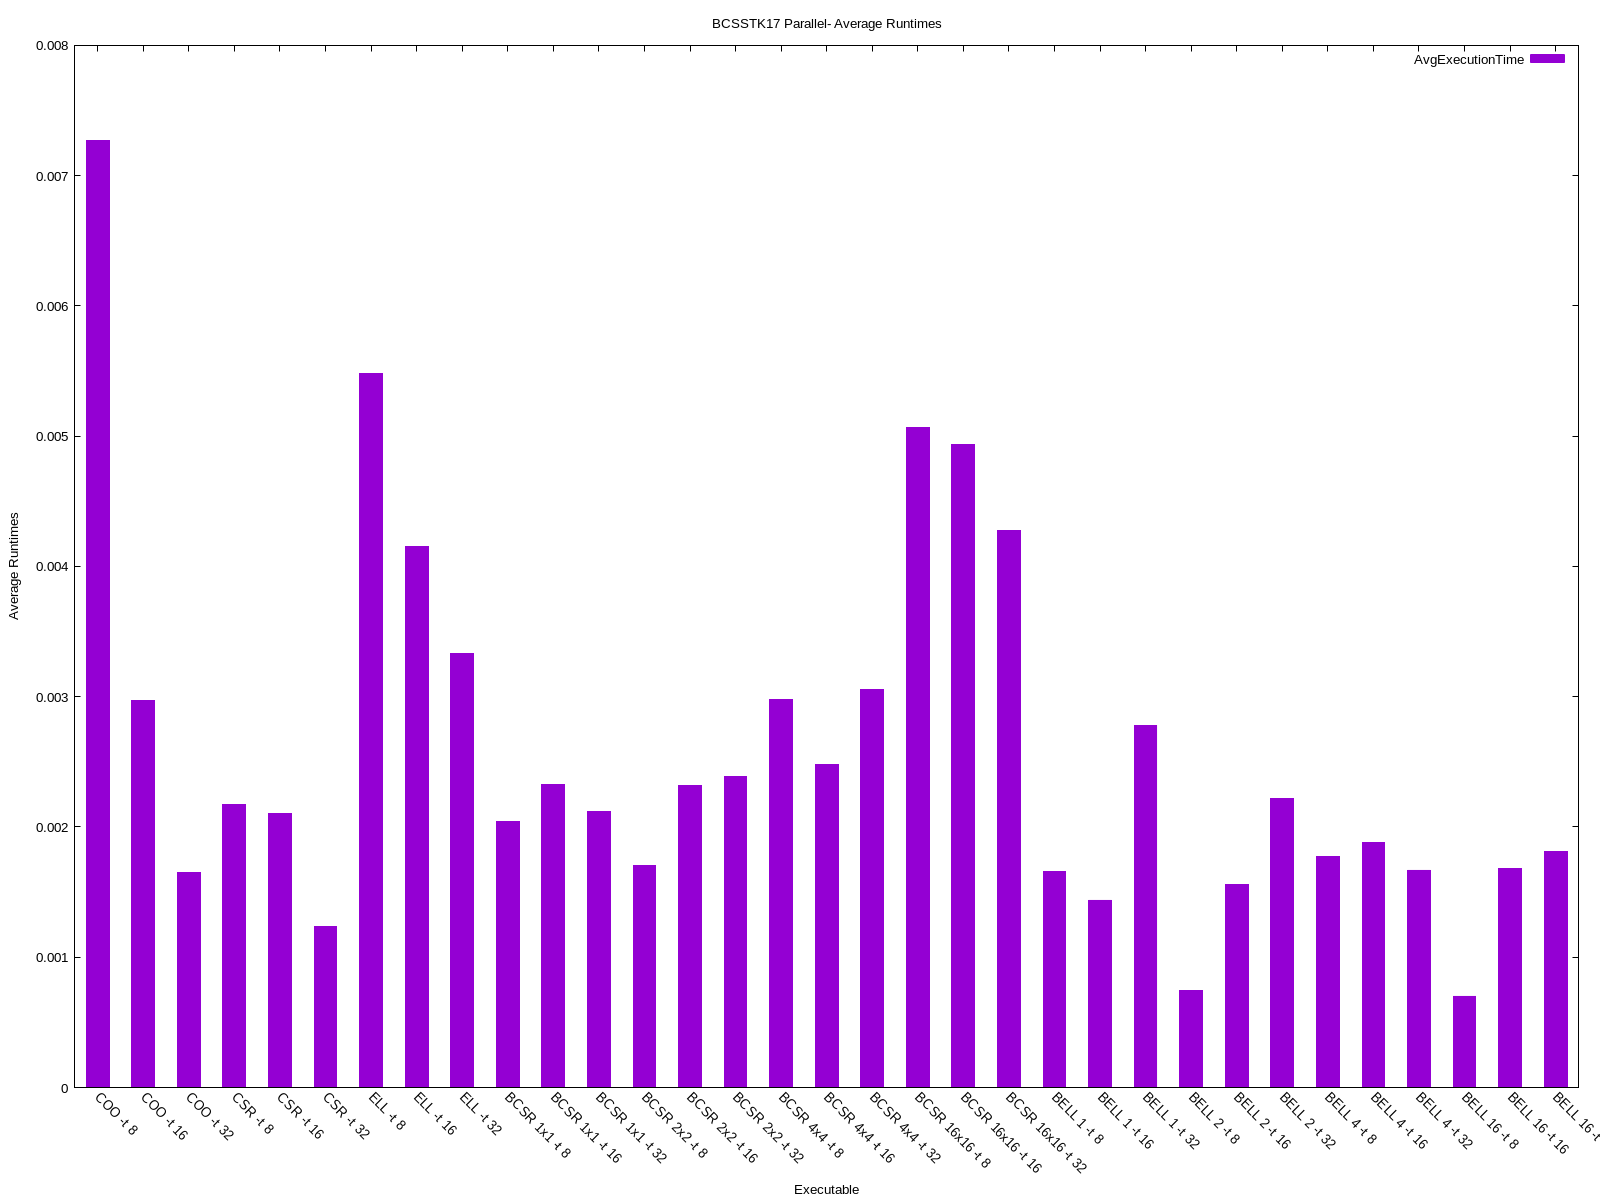 BCSSTK17 Parallel- Average Runtimes
AvgExecutionTime
0.008
0.007
0.006
0.005
0.004
0.003
0.002
0.001
0
Average Runtimes
COO -t 8
COO -t 16
COO -t 32
CSR -t 8
CSR -t 16
CSR -t 32
ELL -t 8
ELL -t 16
ELL -t 32
BCSR 1x1 -t 8
BCSR 1x1 -t 16
BCSR 1x1 -t 32
BCSR 2x2 -t 8
BCSR 2x2 -t 16
BCSR 2x2 -t 32
BCSR 4x4 -t 8
BCSR 4x4 -t 16
BCSR 4x4 -t 32
BCSR 16x16 -t 8
BCSR 16x16 -t 16
BCSR 16x16 -t 32
BELL 1 -t 8
BELL 1 -t 16
BELL 1 -t 32
BELL 2 -t 8
BELL 2 -t 16
BELL 2 -t 32
BELL 4 -t 8
BELL 4 -t 16
BELL 4 -t 32
BELL 16 -t 8
BELL 16 -t 16
BELL 16 -t
Executable